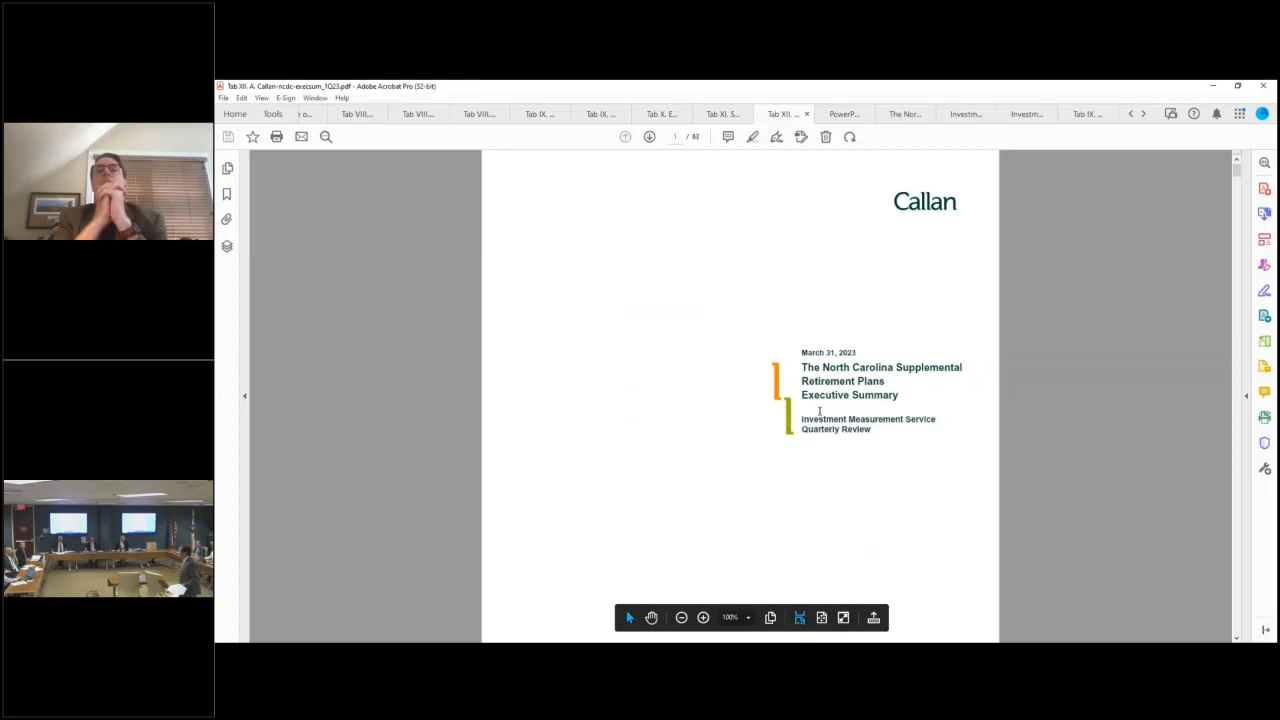 Tab XII. A. Callan-ncdc-execsum_1Q23.pdf - Adobe Acrobat Pro (32-bit)
File Edit View E-Sign Window Help
Home Tools e o... Tab VIII.... Tab VIII.... Tab VIII.... Tab IX. ... Tab IX. ... Tab X. E... Tab XI. S... Tab XII. ... × PowerP... The Nor... Investm... Investm... Tab IX. ...
1 / 63
Callan
March 31, 2023
The North Carolina Supplemental
Retirement Plans
Executive Summary
Investment Measurement Service
Quarterly Review
100%